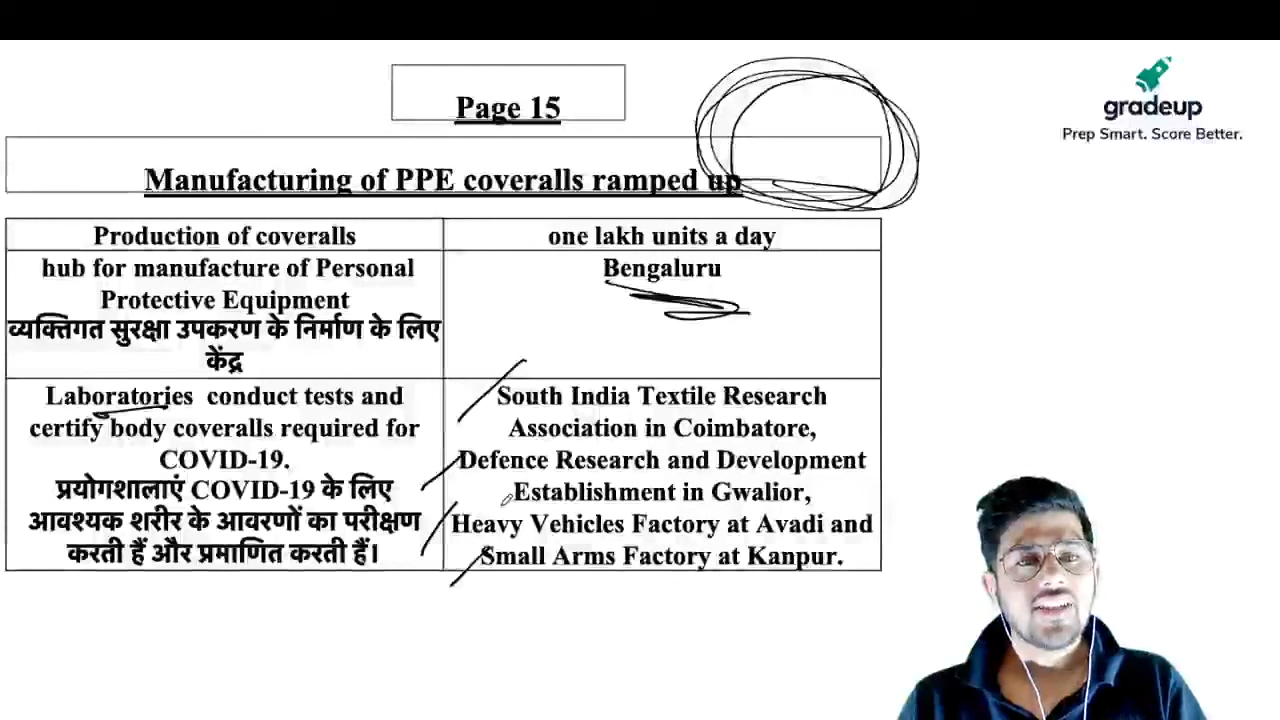 Page 15
gradeup
Prep Smart. Score Better.
Manufacturing of PPE coveralls ramped up
Production of coveralls
one lakh units a day
hub for manufacture of Personal
Protective Equipment
व्यक्तिगत सुरक्षा उपकरण के निर्माण के लिए
केंद्र
Bengaluru
Laboratories conduct tests and
certify body coveralls required for
COVID-19.
प्रयोगशालाएं COVID-19 के लिए
आवश्यक शरीर के आवरणों का परीक्षण
करती हैं और प्रमाणित करती हैं।
South India Textile Research
Association in Coimbatore,
Defence Research and Development
Establishment in Gwalior,
Heavy Vehicles Factory at Avadi and
Small Arms Factory at Kanpur.